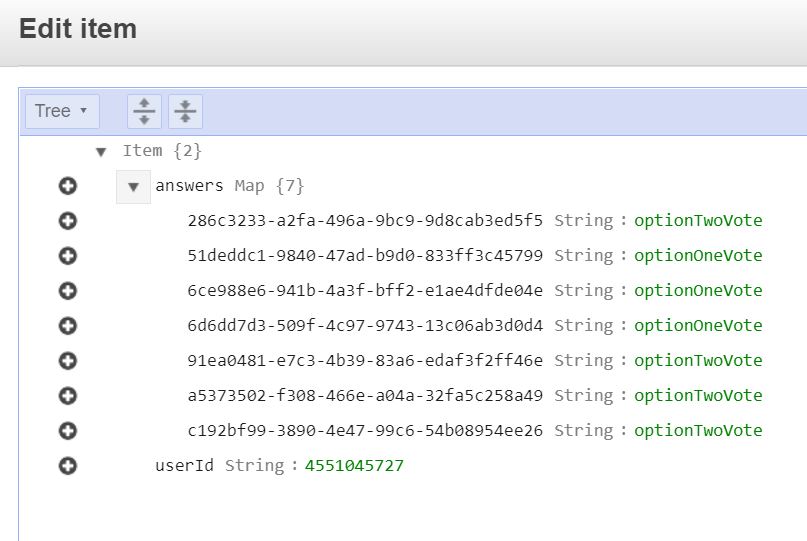 Edit item
Tree
Item {2}
answers Map {7}
286c3233-a2fa-496a-9bc9-9d8cab3ed5f5 String : optionTwoVote
51deddc1-9840-47ad-b9d0-833ff3c45799 String : optionOneVote
6ce988e6-941b-4a3f-bff2-e1ae4dfde04e String : optionOneVote
6d6dd7d3-509f-4c97-9743-13c06ab3d0d4 String : optionOneVote
91ea0481-e7c3-4b39-83a6-edaf3f2ff46e String : optionTwoVote
a5373502-f308-466e-a04a-32fa5c258a49 String : optionTwoVote
c192bf99-3890-4e47-99c6-54b08954ee26 String : optionTwoVote
userId String : 4551045727